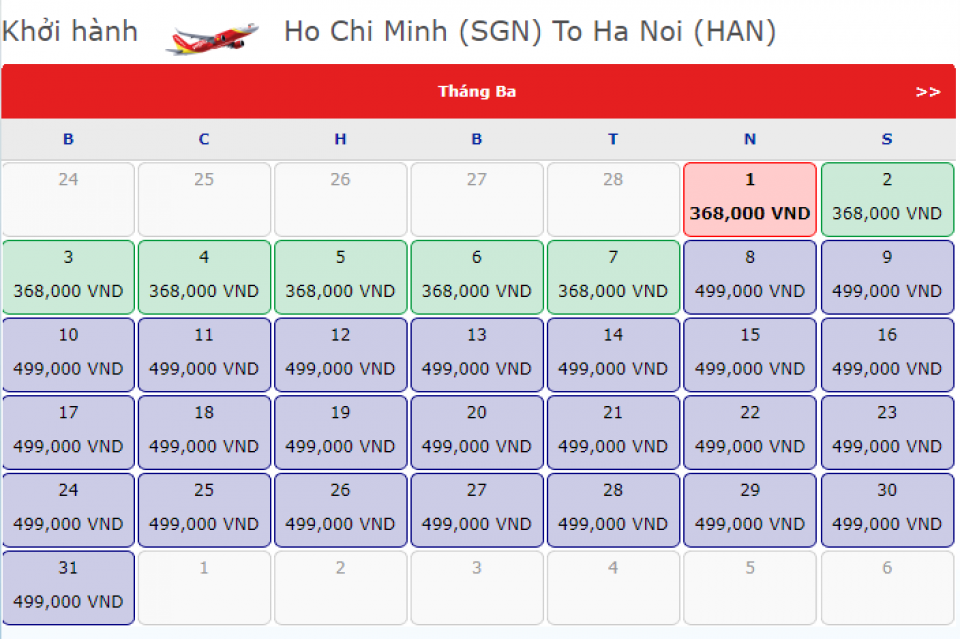 Khởi hành Ho Chi Minh (SGN) To Ha Noi (HAN)
Tháng Ba >>
B C H B T N S
24 25 26 27 28 1 2
368,000 VND 368,000 VND
3 4 5 6 7 8 9
368,000 VND 368,000 VND 368,000 VND 368,000 VND 368,000 VND 499,000 VND 499,000 VND
10 11 12 13 14 15 16
499,000 VND 499,000 VND 499,000 VND 499,000 VND 499,000 VND 499,000 VND 499,000 VND
17 18 19 20 21 22 23
499,000 VND 499,000 VND 499,000 VND 499,000 VND 499,000 VND 499,000 VND 499,000 VND
24 25 26 27 28 29 30
499,000 VND 499,000 VND 499,000 VND 499,000 VND 499,000 VND 499,000 VND 499,000 VND
31 1 2 3 4 5 6
499,000 VND